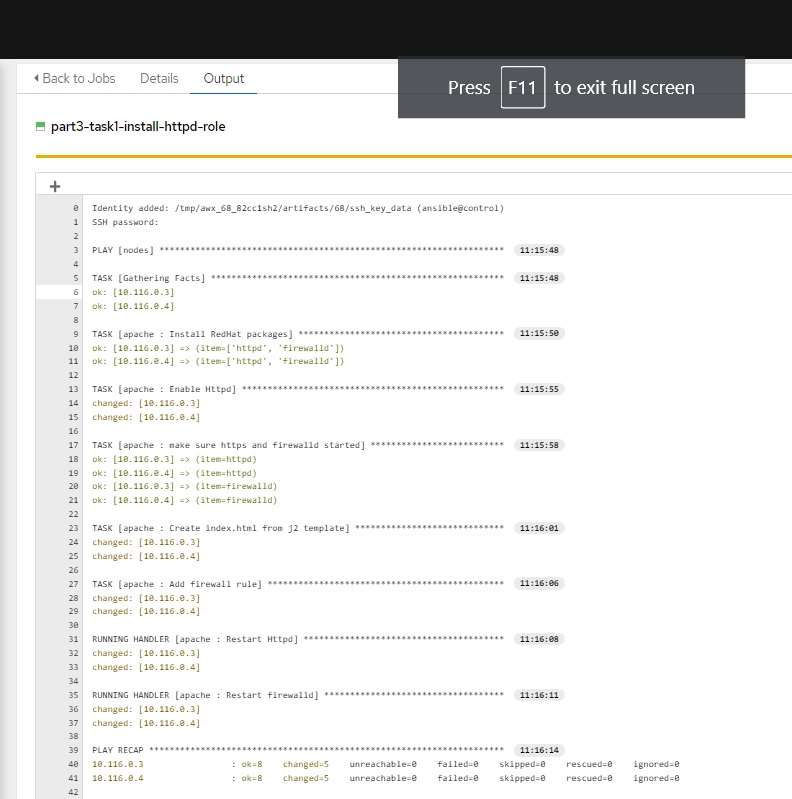 Back to Jobs Details Output
Press F11 to exit full screen
part3-task1-install-httpd-role
+
0 Identity added: /tmp/awx_68_82cc1sh2/artifacts/68/ssh_key_data (ansible@control)
1 SSH password:
2
3 PLAY [nodes] ******************************************************************* 11:15:48
4
5 TASK [Gathering Facts] ********************************************************* 11:15:48
6 ok: [10.116.0.3]
7 ok: [10.116.0.4]
8
9 TASK [apache : Install RedHat packages] **************************************** 11:15:50
10 ok: [10.116.0.3] => (item=['httpd', 'firewalld'])
11 ok: [10.116.0.4] => (item=['httpd', 'firewalld'])
12
13 TASK [apache : Enable Httpd] *************************************************** 11:15:55
14 changed: [10.116.0.3]
15 changed: [10.116.0.4]
16
17 TASK [apache : make sure https and firewalld started] ************************** 11:15:58
18 ok: [10.116.0.3] => (item=httpd)
19 ok: [10.116.0.4] => (item=httpd)
20 ok: [10.116.0.3] => (item=firewalld)
21 ok: [10.116.0.4] => (item=firewalld)
22
23 TASK [apache : Create index.html from j2 template] ***************************** 11:16:01
24 changed: [10.116.0.3]
25 changed: [10.116.0.4]
26
27 TASK [apache : Add firewall rule] ********************************************** 11:16:06
28 changed: [10.116.0.3]
29 changed: [10.116.0.4]
30
31 RUNNING HANDLER [apache : Restart Httpd] *************************************** 11:16:08
32 changed: [10.116.0.3]
33 changed: [10.116.0.4]
34
35 RUNNING HANDLER [apache : Restart firewalld] *********************************** 11:16:11
36 changed: [10.116.0.3]
37 changed: [10.116.0.4]
38
39 PLAY RECAP ********************************************************************* 11:16:14
40 10.116.0.3 : ok=8 changed=5 unreachable=0 failed=0 skipped=0 rescued=0 ignored=0
41 10.116.0.4 : ok=8 changed=5 unreachable=0 failed=0 skipped=0 rescued=0 ignored=0
42